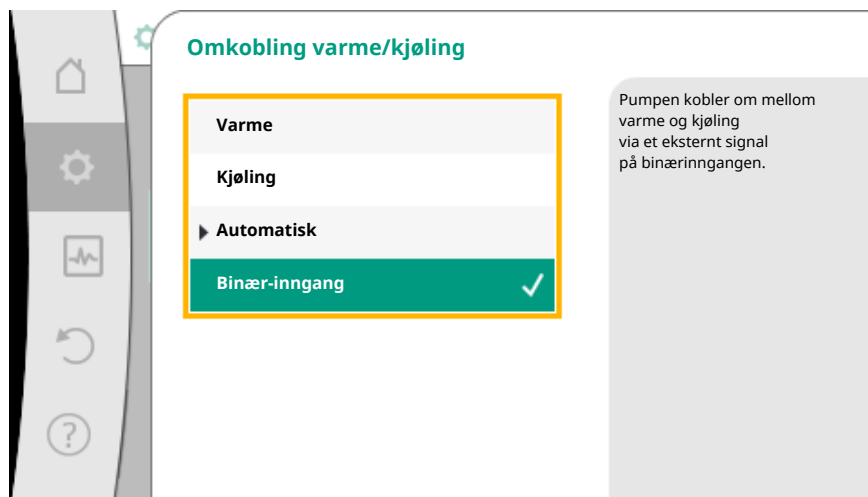 Omkobling varme/kjøling
Varme
Kjøling
Automatisk
Binær-inngang
Pumpen kobler om mellom
varme og kjøling
via et eksternt signal
på binærinngangen.
?